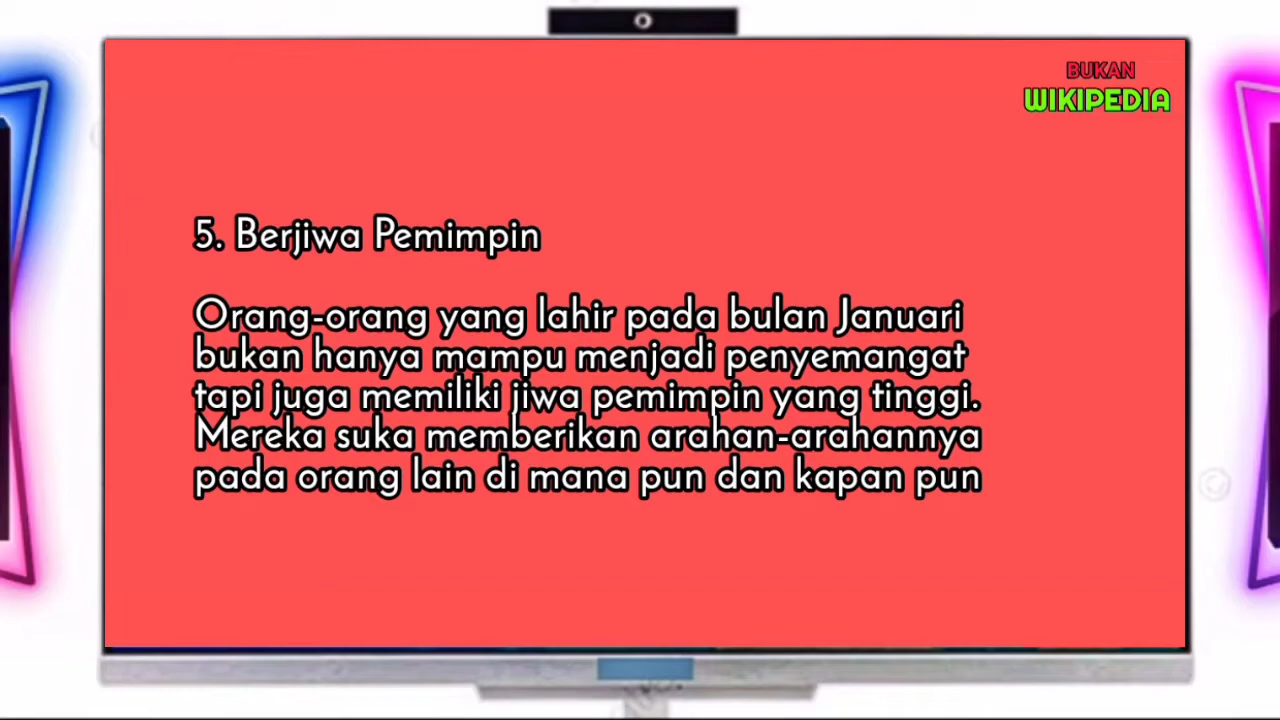 BUKAN
WIKIPEDIA
5. Berjiwa Pemimpin
Orang-orang yang lahir pada bulan Januari
bukan hanya mampu menjadi penyemangat
tapi juga memiliki jiwa pemimpin yang tinggi.
Mereka suka memberikan arahan-arahannya
pada orang lain di mana pun dan kapan pun